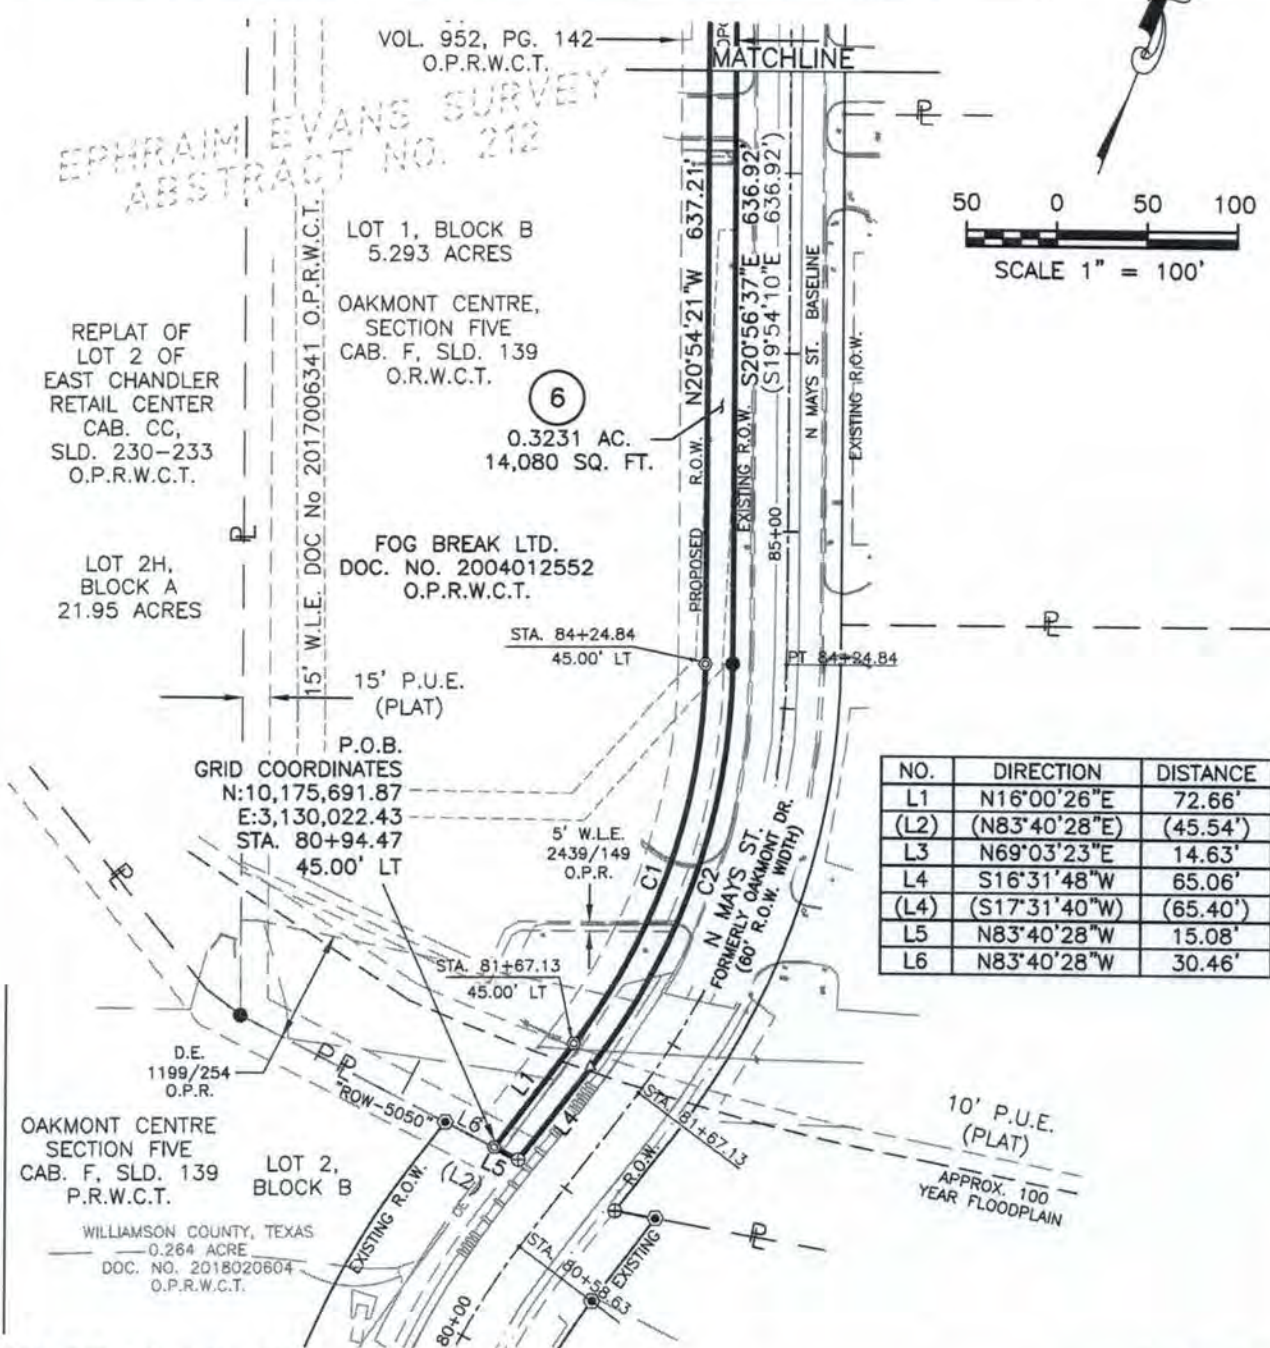 VOL. 952, PG. 142
O.P.R.W.C.T.
MATCHLINE
EPHRAIM EVANS SURVEY
ABSTRACT NO. 212
50 0 50 100
SCALE 1" = 100'
LOT 1, BLOCK B
5.293 ACRES
OAKMONT CENTRE,
SECTION FIVE
CAB. F, SLD. 139
O.R.W.C.T.
REPLAT OF
LOT 2 OF
EAST CHANDLER
RETAIL CENTER
CAB. CC,
SLD. 230-233
O.P.R.W.C.T.
15' W.L.E. DOC No 2017006341 O.P.R.W.C.T.
6
0.3231 AC.
14,080 SQ. FT.
PROPOSED R.O.W. N20°54'21"W 637.21'
EXISTING R.O.W. S20°56'37"E 636.92'
(S19°54'10"E 636.92')
85+00
N MAYS ST. BASELINE
EXISTING R.O.W.
PL
PL
PL
LOT 2H,
BLOCK A
21.95 ACRES
FOG BREAK LTD.
DOC. NO. 2004012552
O.P.R.W.C.T.
STA. 84+24.84
45.00' LT
PT 84+24.84
15' P.U.E.
(PLAT)
P.O.B.
GRID COORDINATES
N:10,175,691.87
E:3,130,022.43
STA. 80+94.47
45.00' LT
5' W.L.E.
2439/149
O.P.R.
C1
C2
N MAYS ST.
FORMERLY OAKMONT DR.
(60' R.O.W. WIDTH)
NO. DIRECTION DISTANCE
L1 N16°00'26"E 72.66'
(L2) (N83°40'28"E) (45.54')
L3 N69°03'23"E 14.63'
L4 S16°31'48"W 65.06'
(L4) (S17°31'40"W) (65.40')
L5 N83°40'28"W 15.08'
L6 N83°40'28"W 30.46'
PL
STA. 81+67.13
45.00' LT
D.E.
1199/254
O.P.R.
P PL
"ROW-5050"
L1
L4
L6
L5
(L2)
STA. 81+67.13
10' P.U.E.
(PLAT)
APPROX. 100
YEAR FLOODPLAIN
OAKMONT CENTRE
SECTION FIVE
CAB. F, SLD. 139
P.R.W.C.T.
LOT 2,
BLOCK B
EXISTING R.O.W.
R.O.W.
EXISTING
PL
WILLIAMSON COUNTY, TEXAS
0.264 ACRE
DOC. NO. 2018020604
O.P.R.W.C.T.
STA. 80+58.63
80+00